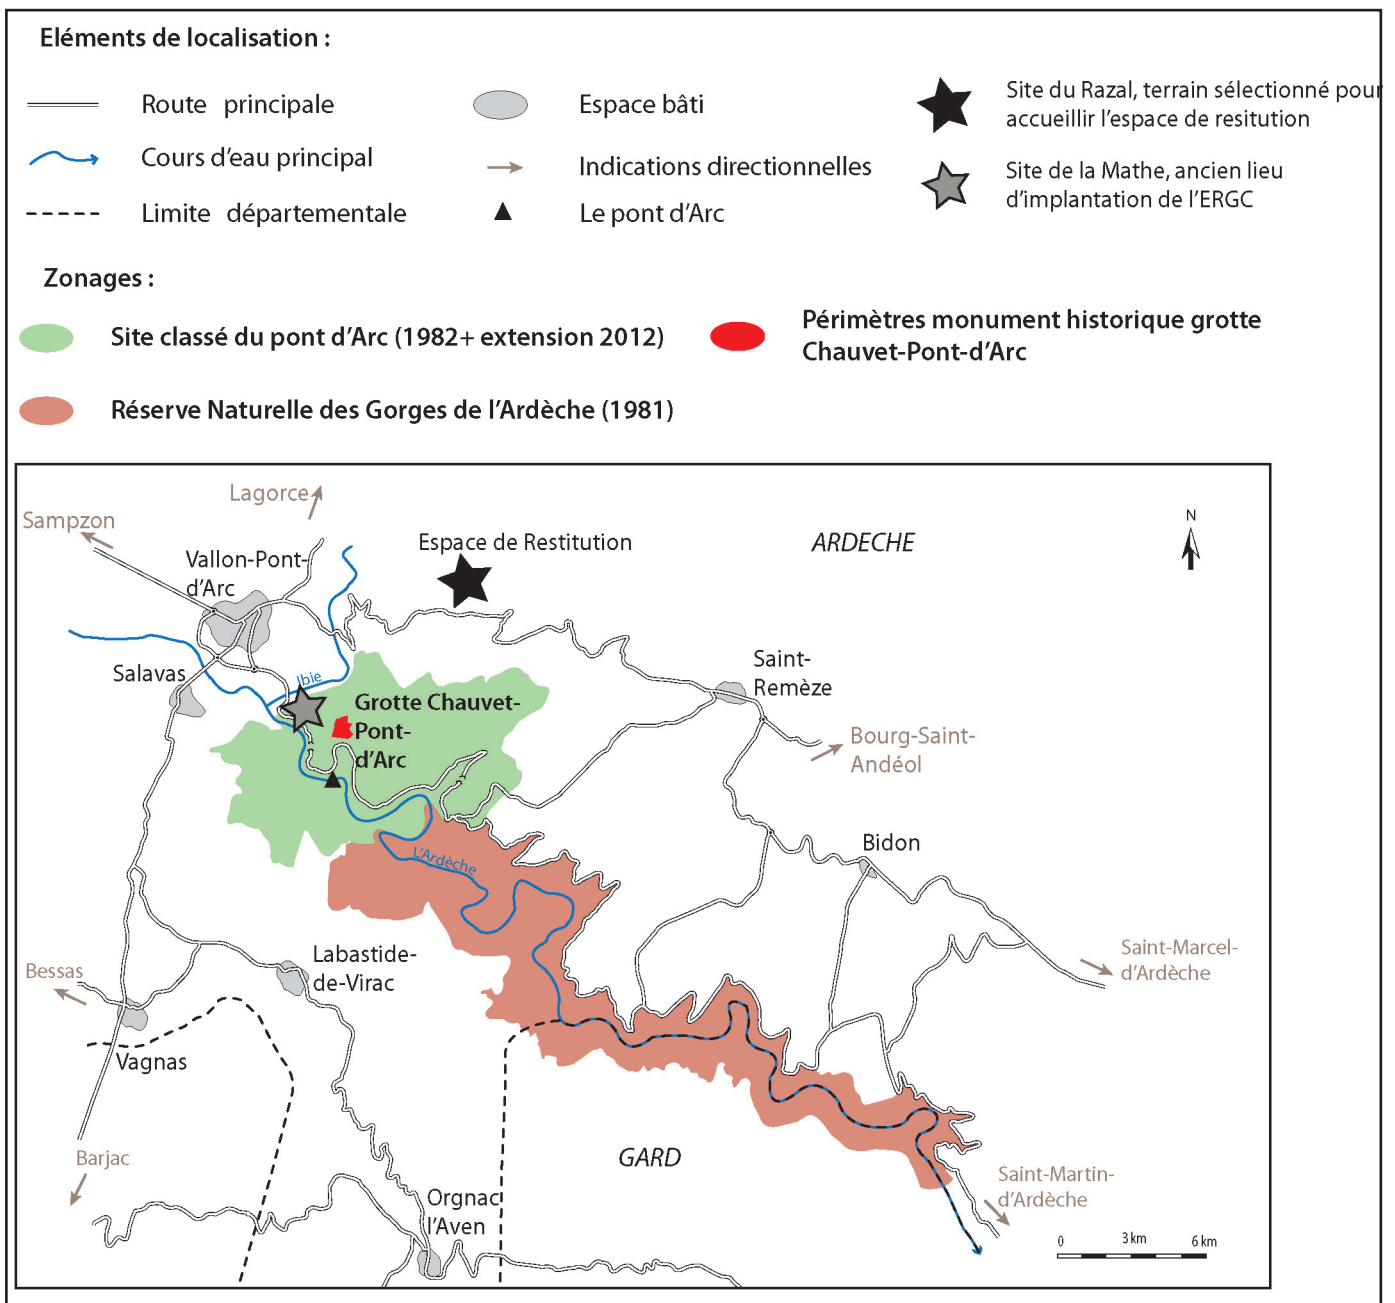 Eléments de localisation :
Route principale
Cours d'eau principal
Limite départementale
Espace bâti
Indications directionnelles
Le pont d'Arc
Site du Razal, terrain sélectionné pour
accueillir l'espace de resitution
Site de la Mathe, ancien lieu
d'implantation de l'ERGC
Zonages :
Site classé du pont d'Arc (1982+ extension 2012)
Réserve Naturelle des Gorges de l'Ardèche (1981)
Périmètres monument historique grotte
Chauvet-Pont-d'Arc
Lagorce
Sampzon
Vallon-Pont-
d'Arc
Espace de Restitution
ARDECHE
N
Salavas
Ibie
Grotte Chauvet-
Pont-
d'Arc
Saint-
Remèze
Bourg-Saint-
Andéol
L'Ardèche
Bidon
Labastide-
de-Virac
Bessas
Saint-Marcel-
d'Ardèche
Vagnas
Barjac
GARD
Orgnac
l'Aven
Saint-Martin-
d'Ardèche
0 3 km 6 km